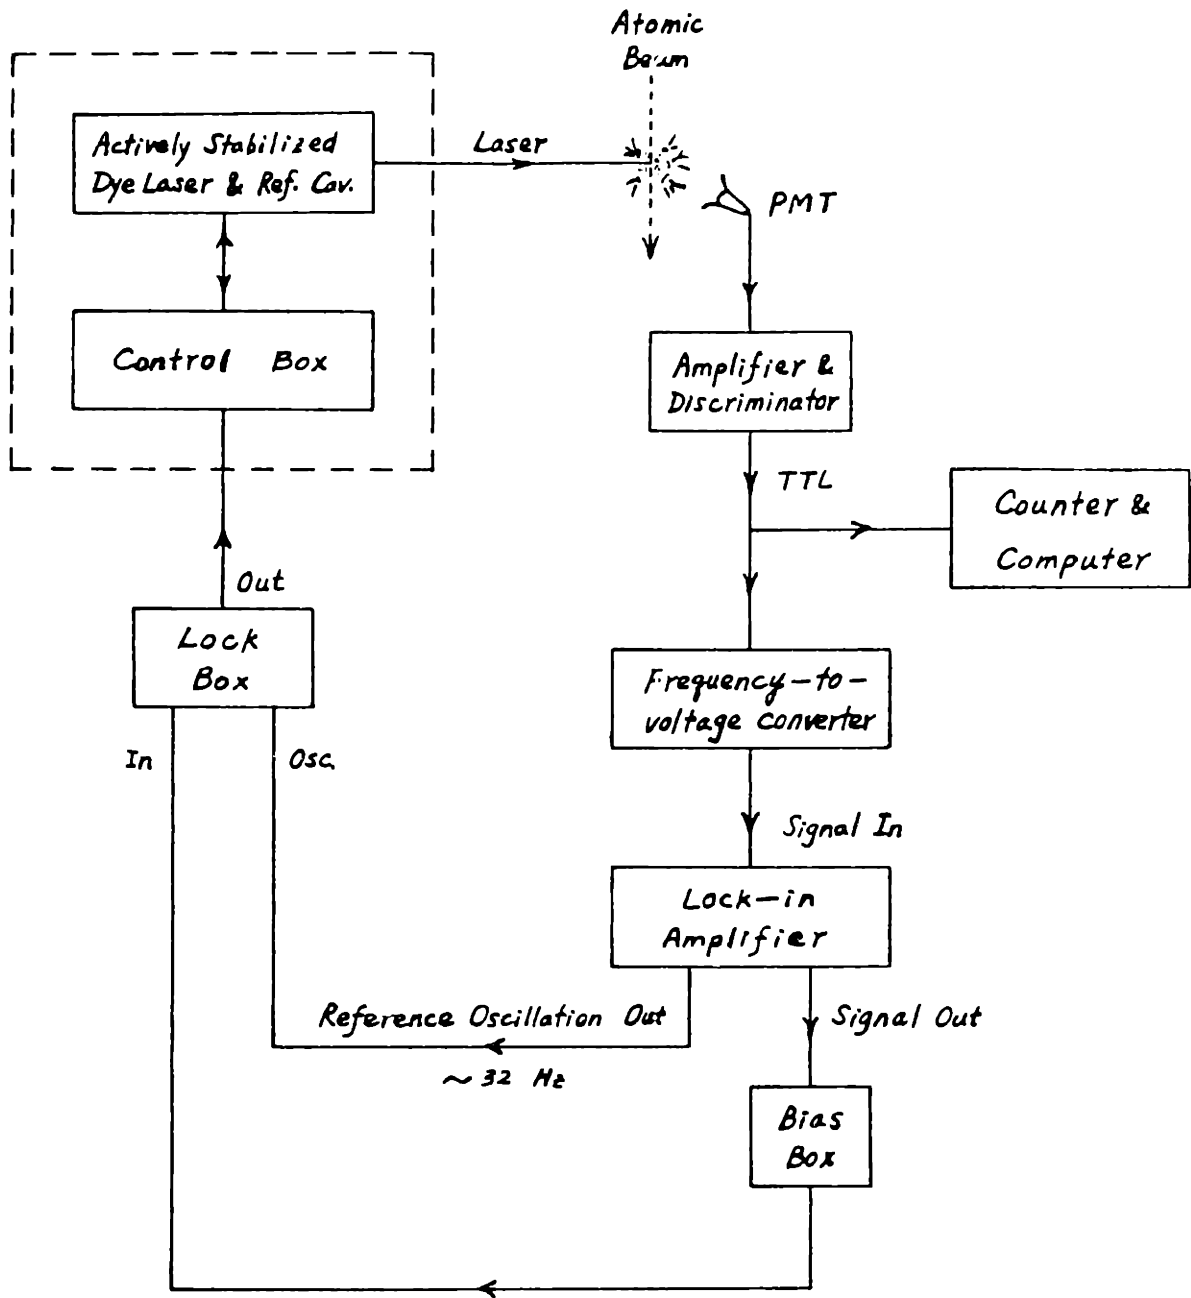 Atomic
Beam
Actively Stabilized
Dye Laser & Ref. Cav.
Laser
PMT
Control Box
Amplifier &
Discriminator
TTL
Counter &
Computer
Out
Lock
Box
Frequency-to-
voltage converter
In
Osc.
Signal In
Lock-in
Amplifier
Reference Oscillation Out
~32 Hz
Signal Out
Bias
Box